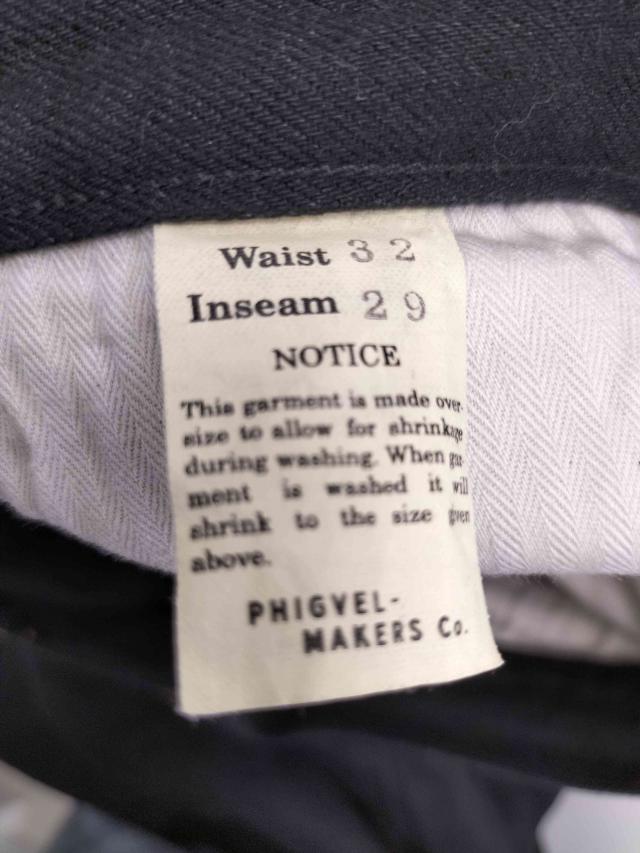 Waist 32
Inseam 29
NOTICE
This garment is made over-
size to allow for shrinkage
during washing. When gar-
ment is washed it will
shrink to the size given
above.
PHIGVEL-
MAKERS Co.